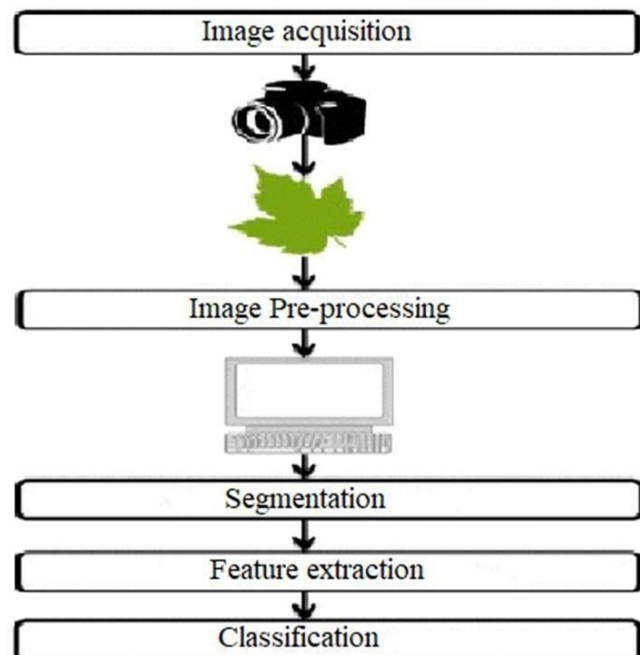 Image acquisition
Image Pre-processing
Segmentation
Feature extraction
Classification